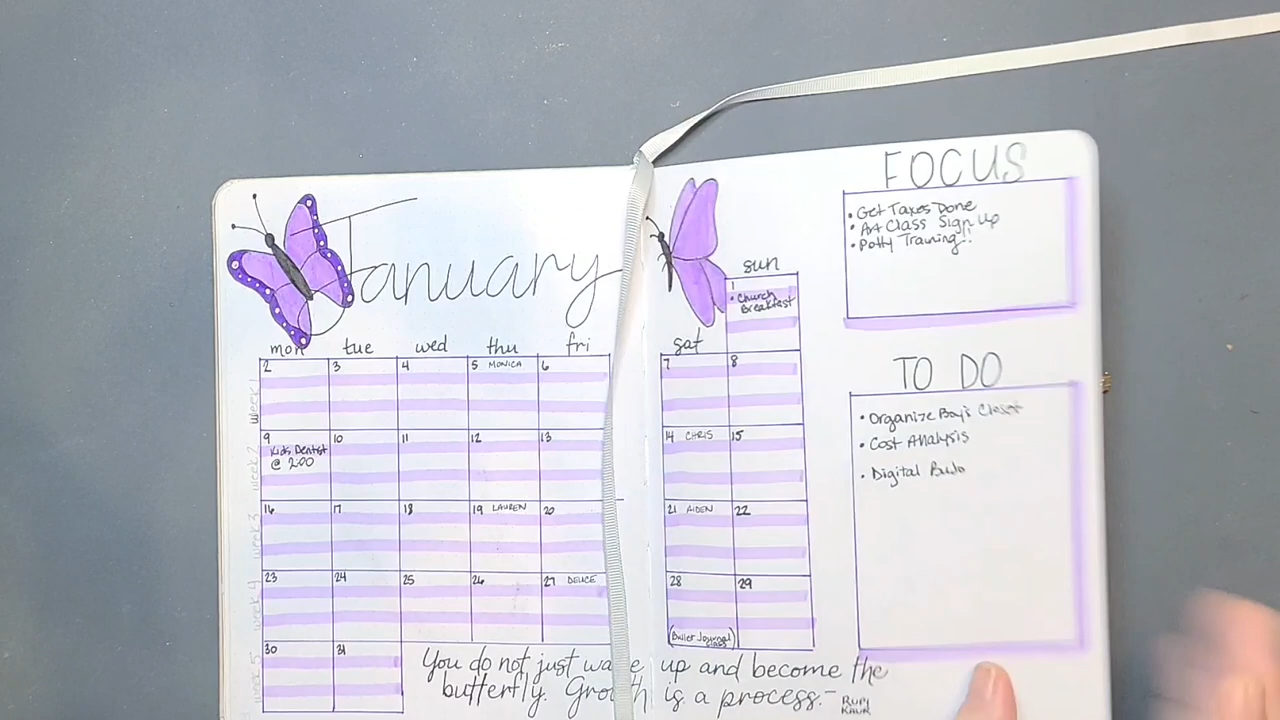 January
mon tue wed thu fri
2 3 4 5 MONICA 6
week 1
9 10 11 12 13
Kids Dentist
@ 2:00
week 2
16 17 18 19 LAUREN 20
week 3
23 24 25 26 27 DEUCE
week 4
30 31
week 5
sun
1
• Church
Breakfast
sat
7 8
14 CHRIS 15
21 AIDEN 22
28 29
(Bullet Journal
class)
FOCUS
• Get Taxes Done
• Art Class Sign Up
• Potty Training!!
TO DO
• Organize Boy's Closet
• Cost Analysis
• Digital BuJo
You do not just wake up and become the
butterfly. Growth is a process. —
RUPI
KAUR